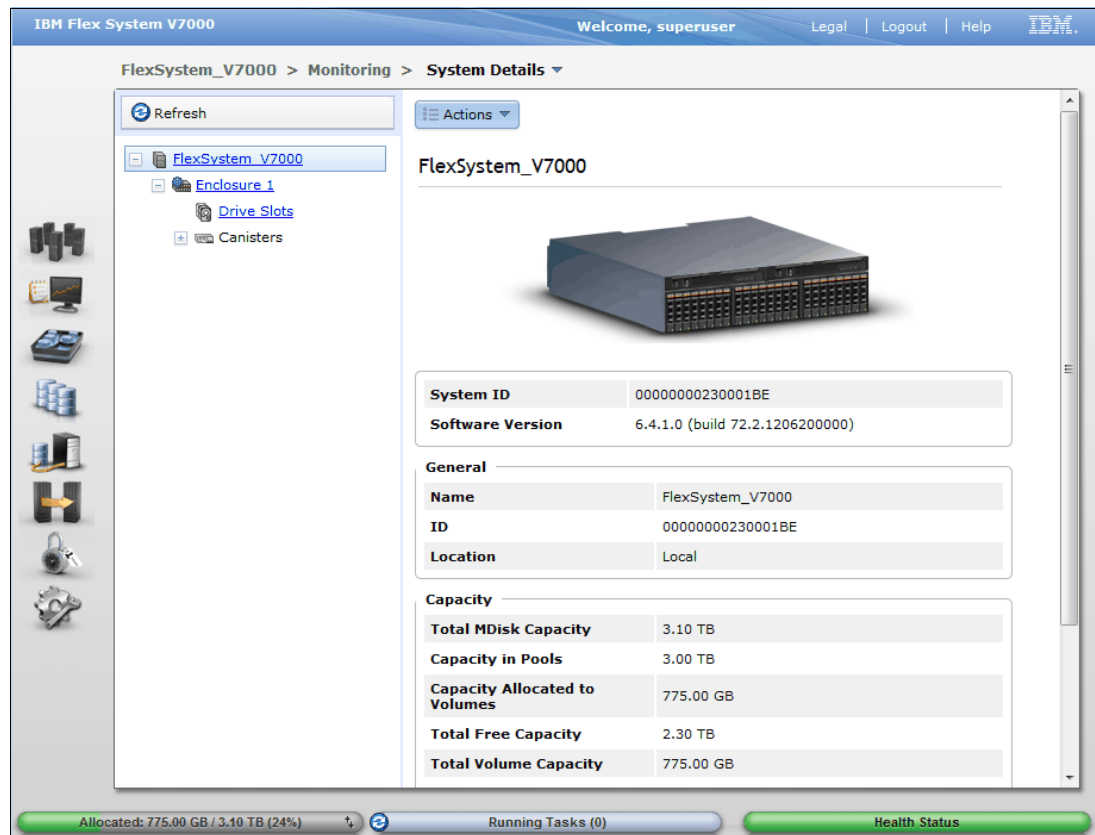 IBM Flex System V7000
Welcome, superuser
Legal | Logout | Help
IBM.
FlexSystem_V7000 > Monitoring > System Details
Refresh
Actions
FlexSystem_V7000
Enclosure 1
Drive Slots
Canisters
FlexSystem_V7000
System ID 00000000230001BE
Software Version 6.4.1.0 (build 72.2.1206200000)
General
Name FlexSystem_V7000
ID 00000000230001BE
Location Local
Capacity
Total MDisk Capacity 3.10 TB
Capacity in Pools 3.00 TB
Capacity Allocated to
Volumes 775.00 GB
Total Free Capacity 2.30 TB
Total Volume Capacity 775.00 GB
Allocated: 775.00 GB / 3.10 TB (24%)
Running Tasks (0)
Health Status